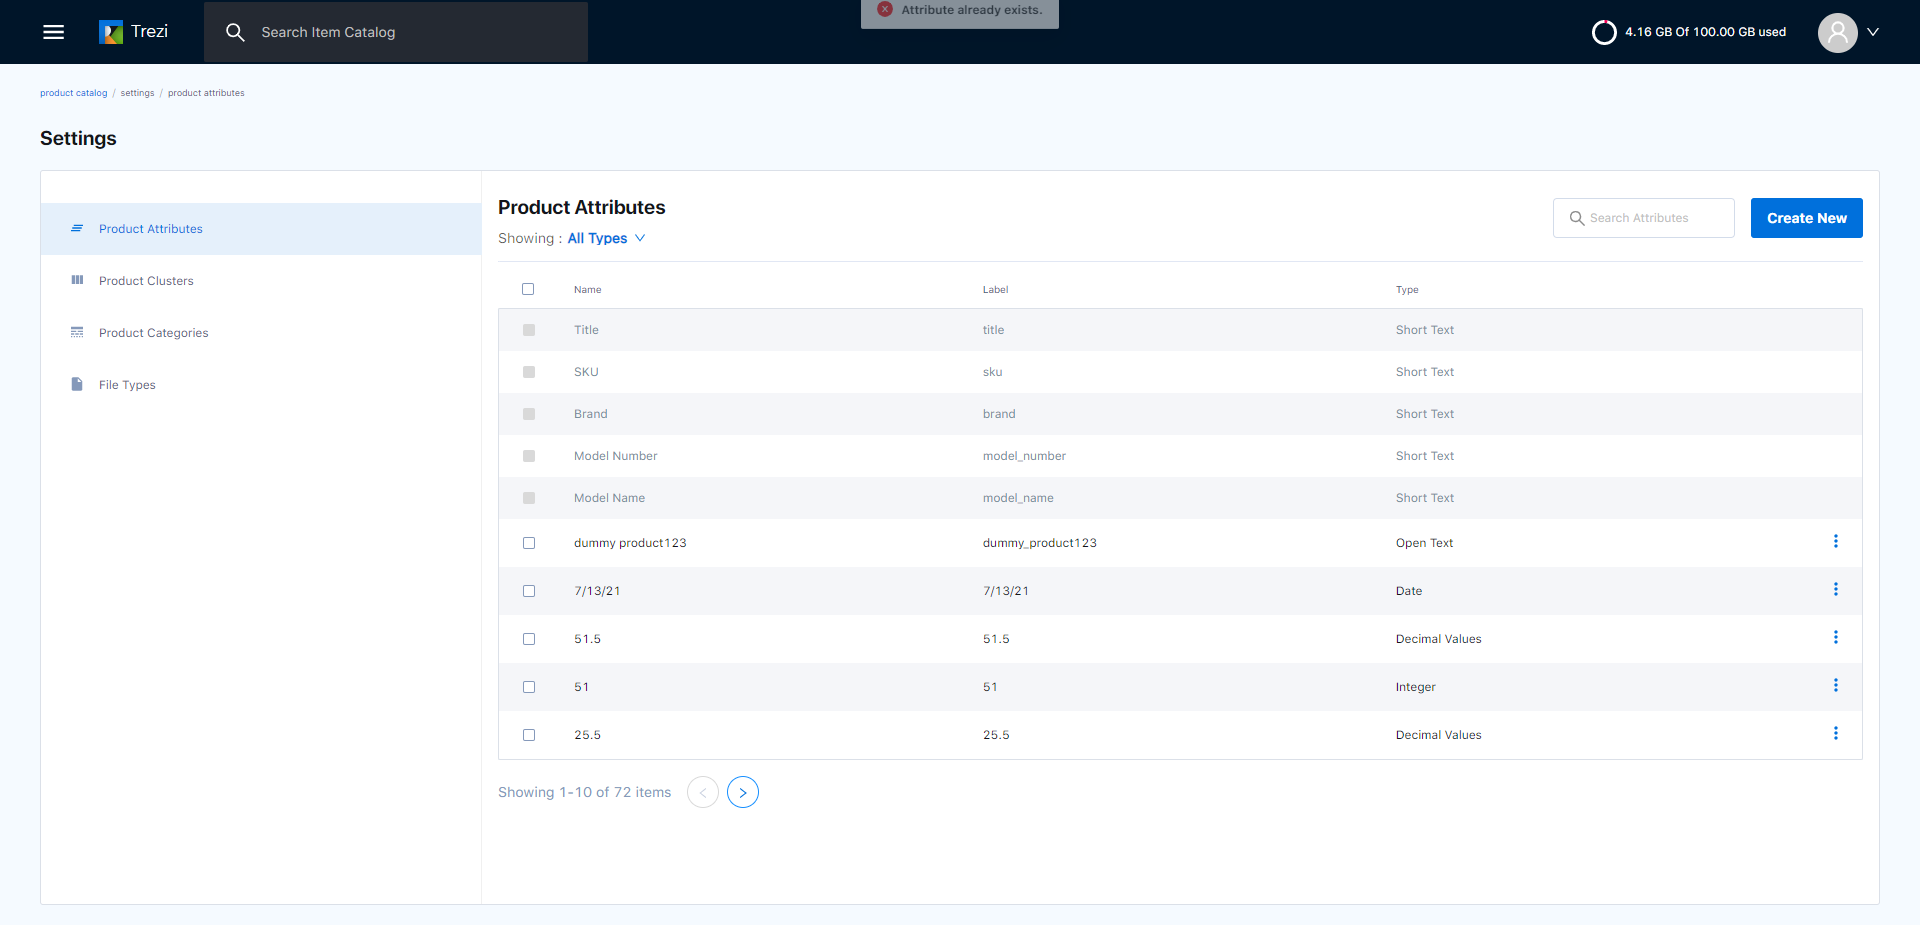 Trezi
Search Item Catalog
Attribute already exists.
4.16 GB Of 100.00 GB used
product catalog / settings / product attributes
Settings
Product Attributes
Product Clusters
Product Categories
File Types
Product Attributes
Showing : All Types
Search Attributes
Create New
Name Label Type
Title title Short Text
SKU sku Short Text
Brand brand Short Text
Model Number model_number Short Text
Model Name model_name Short Text
dummy product123 dummy_product123 Open Text
7/13/21 7/13/21 Date
51.5 51.5 Decimal Values
51 51 Integer
25.5 25.5 Decimal Values
Showing 1-10 of 72 items